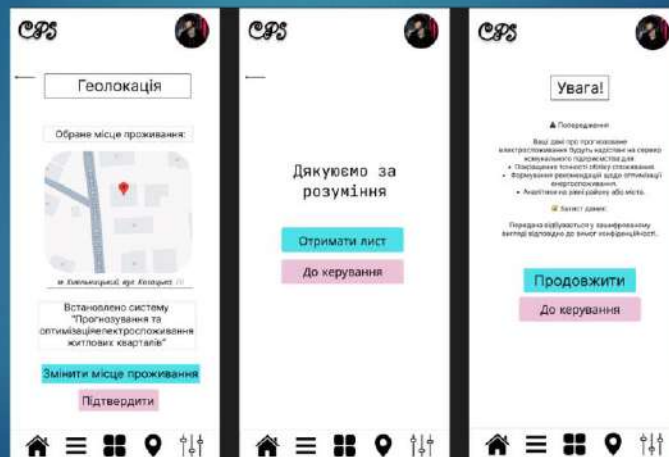 CPS
Геолокація
Обране місце проживання:
м. Хмельницький, вул. Козацька
Встановлено систему
"Прогнозування та
оптимізаціяелектроспоживання
житлових кварталів"
Змінити місце проживання
Підтвердити
CPS
Дякуюємо за
розуміння
Отримати лист
До керування
CPS
Увага!
Попередження
Ваші дані про прогнозоване
електроспоживання будуть надіслані на сервер
комунального підприємства для:
• Покращення точності обліку споживання.
• Формування рекомендацій щодо оптимізації
енергоспоживання.
• Аналітики на рівні району або міста.
Захист даних:
Передача відбувається у зашифрованому
вигляді відповідно до вимог конфіденційності.
Продовжити
До керування